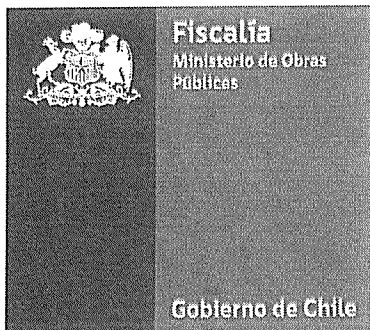 Fiscalía
Ministerio de Obras
Públicas
Gobierno de Chile